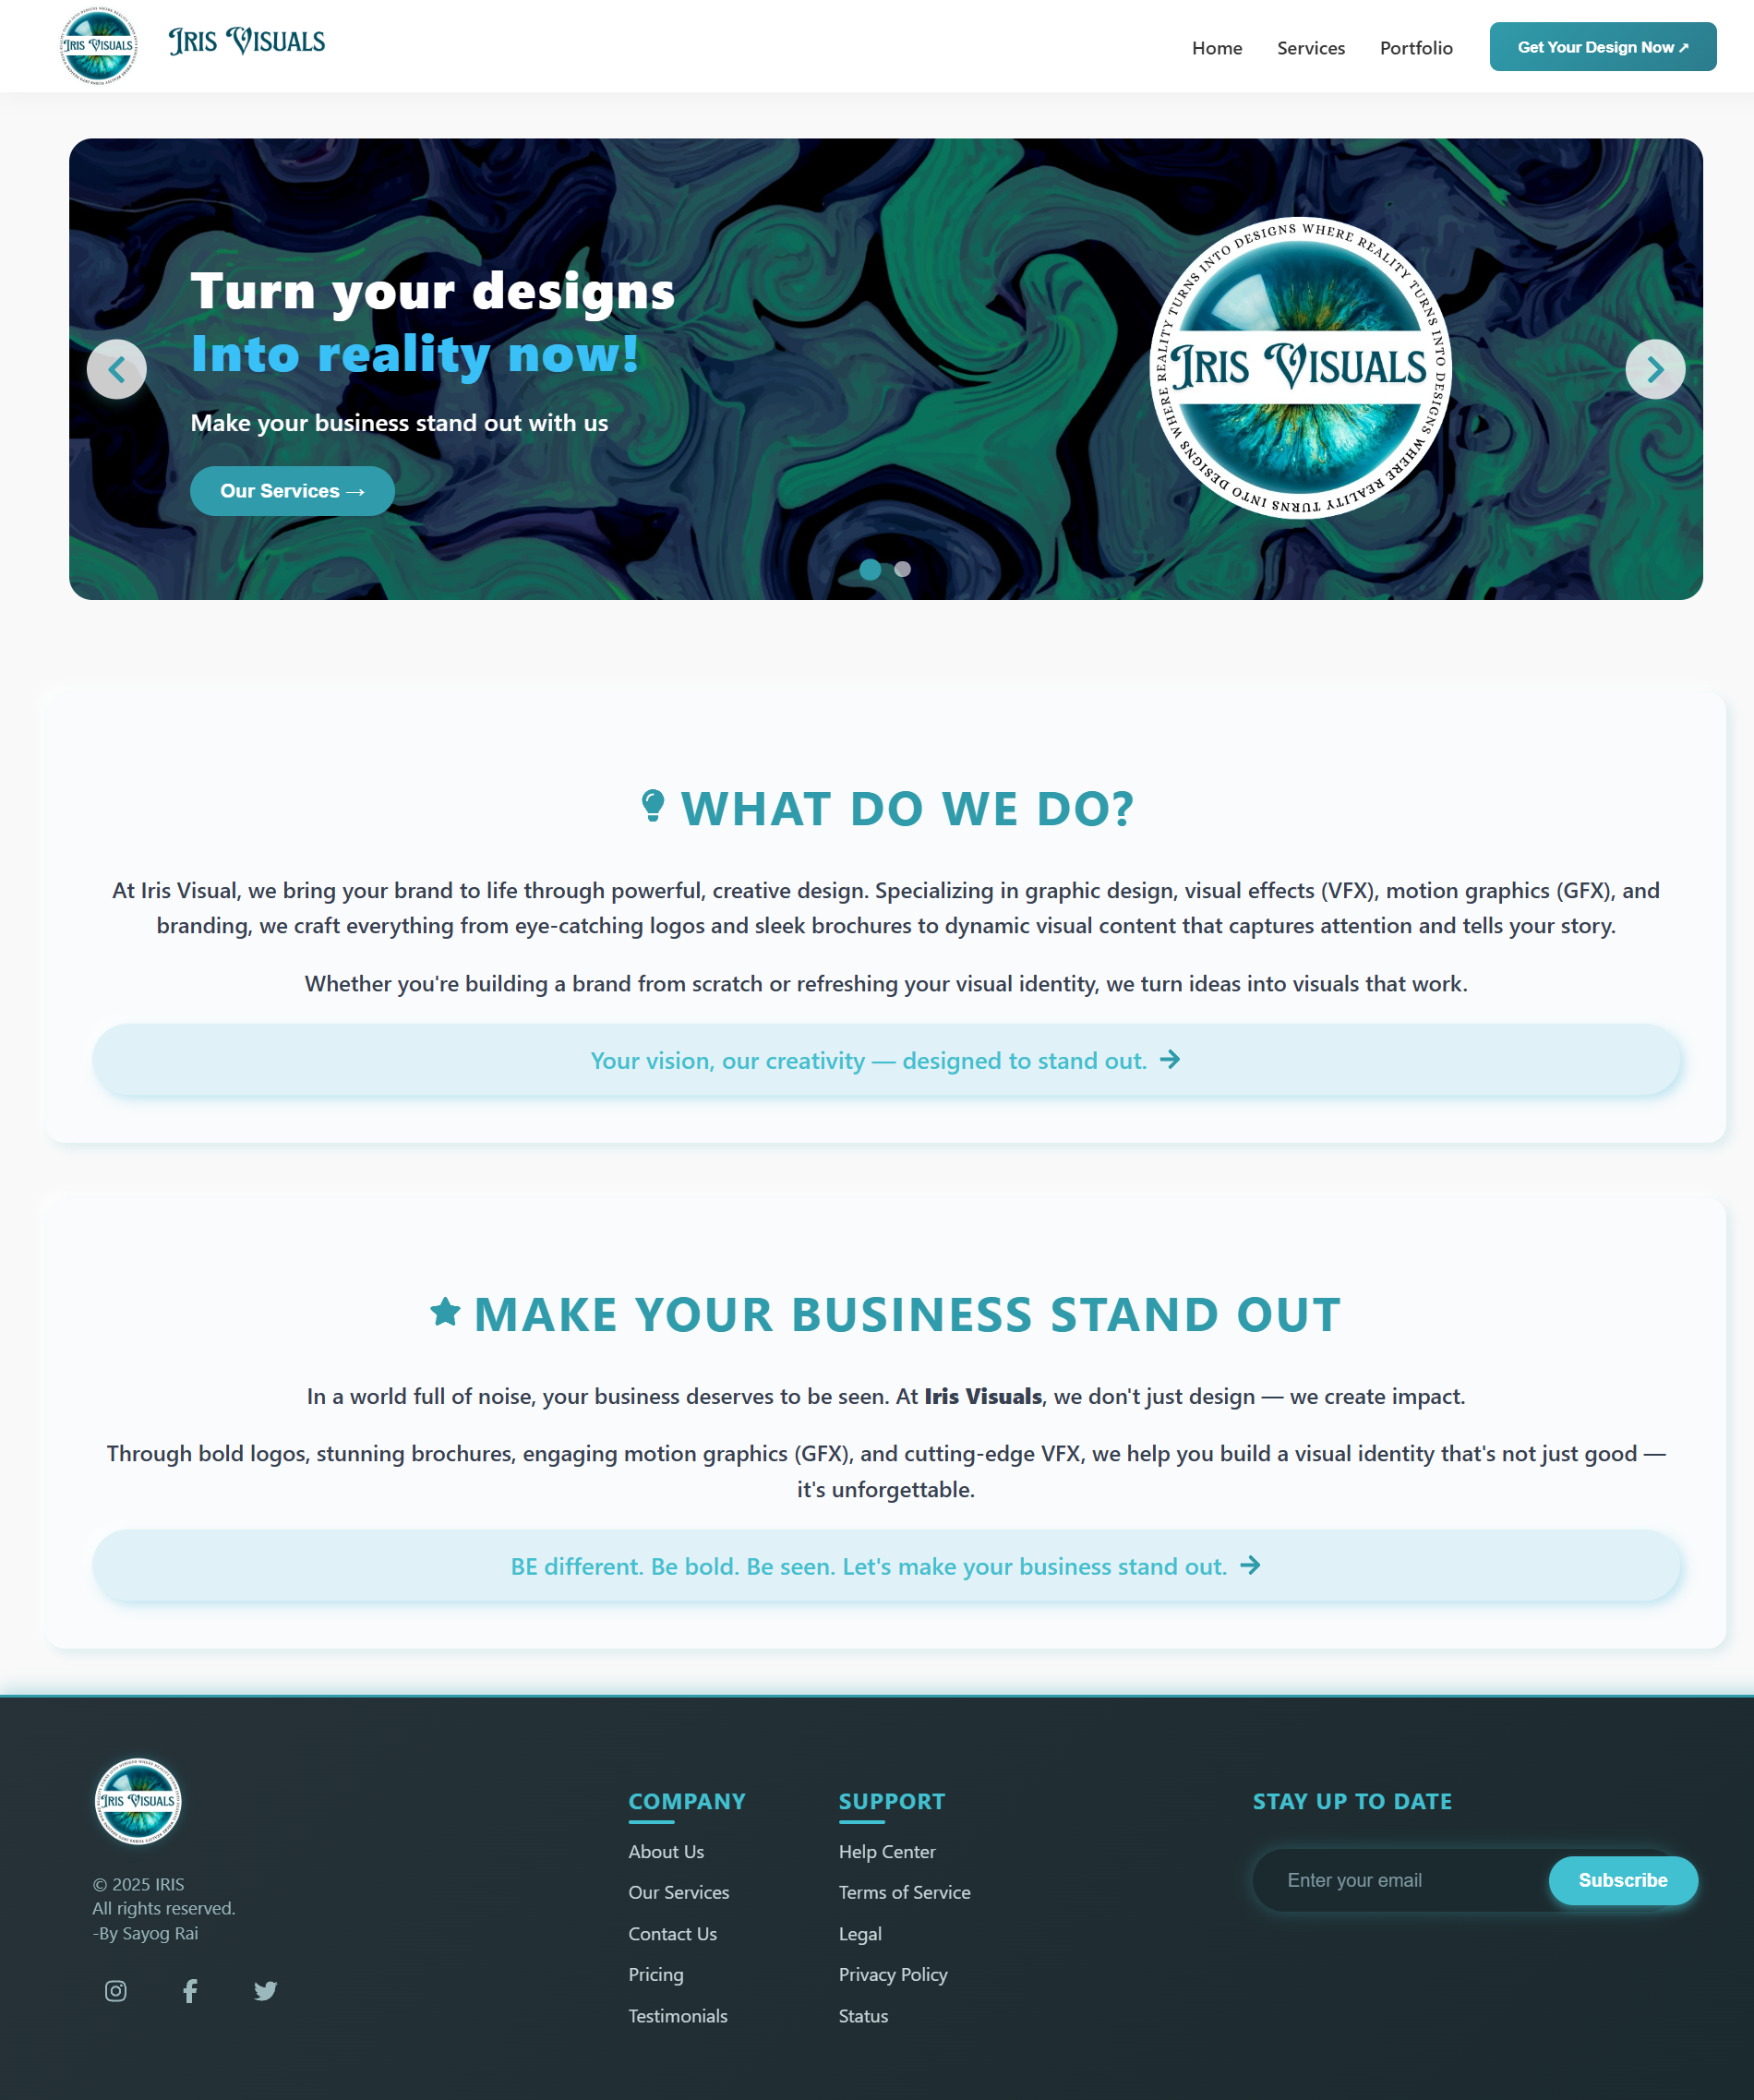 IRIS VISUALS
IRIS VISUALS
Home
Services
Portfolio
Get Your Design Now ↗
Turn your designs
Into reality now!
Make your business stand out with us
Our Services →
WHERE REALITY TURNS INTO DESIGNS WHERE REALITY TURNS INTO DESIGNS WHERE REALITY TURNS INTO DESIGNS
IRIS VISUALS
WHAT DO WE DO?
At Iris Visual, we bring your brand to life through powerful, creative design. Specializing in graphic design, visual effects (VFX), motion graphics (GFX), and
branding, we craft everything from eye-catching logos and sleek brochures to dynamic visual content that captures attention and tells your story.
Whether you're building a brand from scratch or refreshing your visual identity, we turn ideas into visuals that work.
Your vision, our creativity — designed to stand out. →
MAKE YOUR BUSINESS STAND OUT
In a world full of noise, your business deserves to be seen. At Iris Visuals, we don't just design — we create impact.
Through bold logos, stunning brochures, engaging motion graphics (GFX), and cutting-edge VFX, we help you build a visual identity that's not just good —
it's unforgettable.
BE different. Be bold. Be seen. Let's make your business stand out. →
IRIS VISUALS
© 2025 IRIS
All rights reserved.
-By Sayog Rai
COMPANY
About Us
Our Services
Contact Us
Pricing
Testimonials
SUPPORT
Help Center
Terms of Service
Legal
Privacy Policy
Status
STAY UP TO DATE
Enter your email
Subscribe